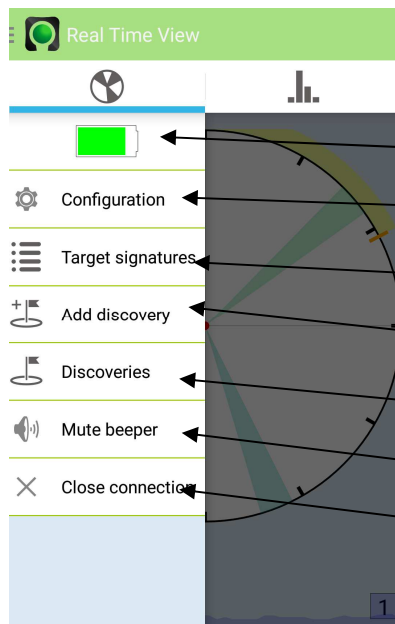 Real Time View
Configuration
Target signatures
Add discovery
Discoveries
Mute beeper
Close connection
1